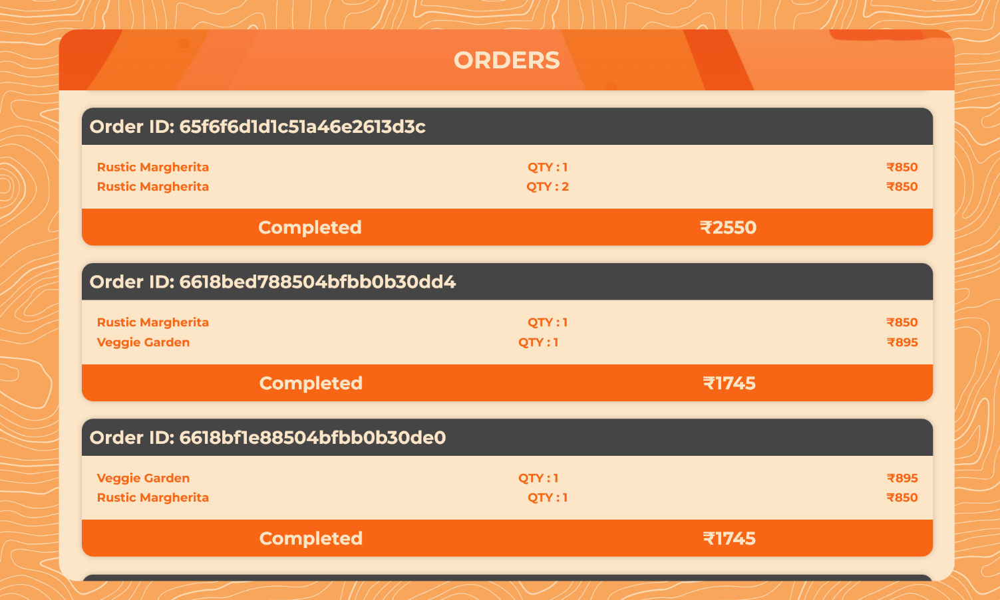 ORDERS
Order ID: 65f6f6d1d1c51a46e2613d3c
Rustic Margherita QTY : 1 ₹850
Rustic Margherita QTY : 2 ₹850
Completed ₹2550
Order ID: 6618bed788504bfbb0b30dd4
Rustic Margherita QTY : 1 ₹850
Veggie Garden QTY : 1 ₹895
Completed ₹1745
Order ID: 6618bf1e88504bfbb0b30de0
Veggie Garden QTY : 1 ₹895
Rustic Margherita QTY : 1 ₹850
Completed ₹1745